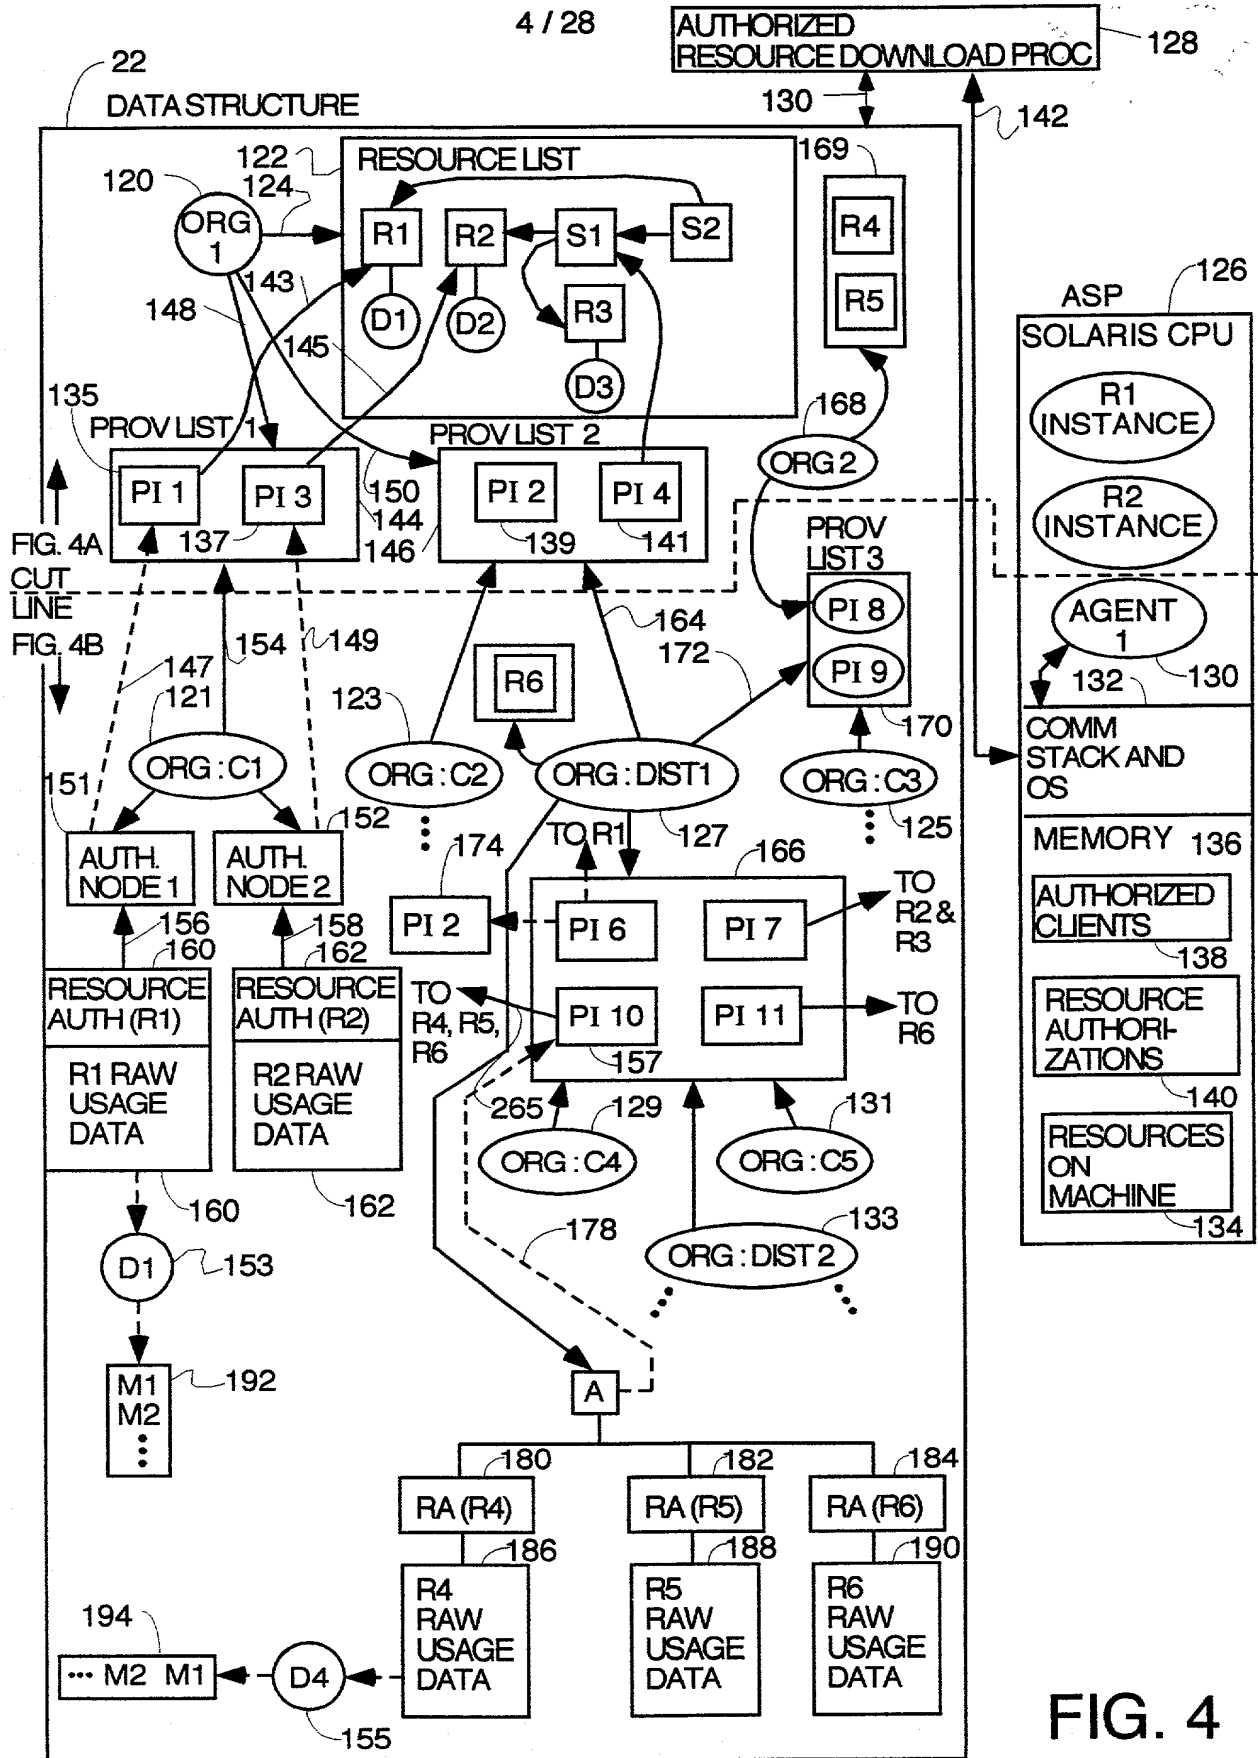 4 / 28
AUTHORIZED
RESOURCE DOWNLOAD PROC
128
22
DATA STRUCTURE
130
142
122
RESOURCE LIST
169
120
124
ORG
1
R1
R2
S1
S2
R4
R5
143
148
145
D1
D2
R3
D3
126
ASP
SOLARIS CPU
R1
INSTANCE
R2
INSTANCE
135
PROV LIST 1
PROV LIST 2
168
ORG 2
PI 1
PI 3
150
144
PI 2
PI 4
137
146
139
141
FIG. 4A
CUT
LINE
FIG. 4B
PROV
LIST 3
PI 8
PI 9
AGENT
1
154
149
164
172
147
121
123
R6
132
130
170
COMM
STACK AND
OS
ORG : C1
ORG : C2
ORG : DIST1
ORG : C3
151
152
174
TO R1
127
125
AUTH.
NODE 1
AUTH.
NODE 2
166
MEMORY
136
AUTHORIZED
CLIENTS
138
PI 2
PI 6
PI 7
TO
R2 &
R3
156
158
160
162
RESOURCE
AUTH (R1)
RESOURCE
AUTH (R2)
TO
R4, R5,
R6
PI 10
PI 11
TO
R6
RESOURCE
AUTHORI-
ZATIONS
140
157
R1 RAW
USAGE
DATA
R2 RAW
USAGE
DATA
265
129
131
ORG : C4
ORG : C5
RESOURCES
ON
MACHINE
134
160
162
178
133
ORG : DIST 2
D1
153
M1
M2
192
A
180
182
184
RA (R4)
RA (R5)
RA (R6)
186
188
190
R4
RAW
USAGE
DATA
R5
RAW
USAGE
DATA
R6
RAW
USAGE
DATA
194
••• M2 M1
D4
155
FIG. 4